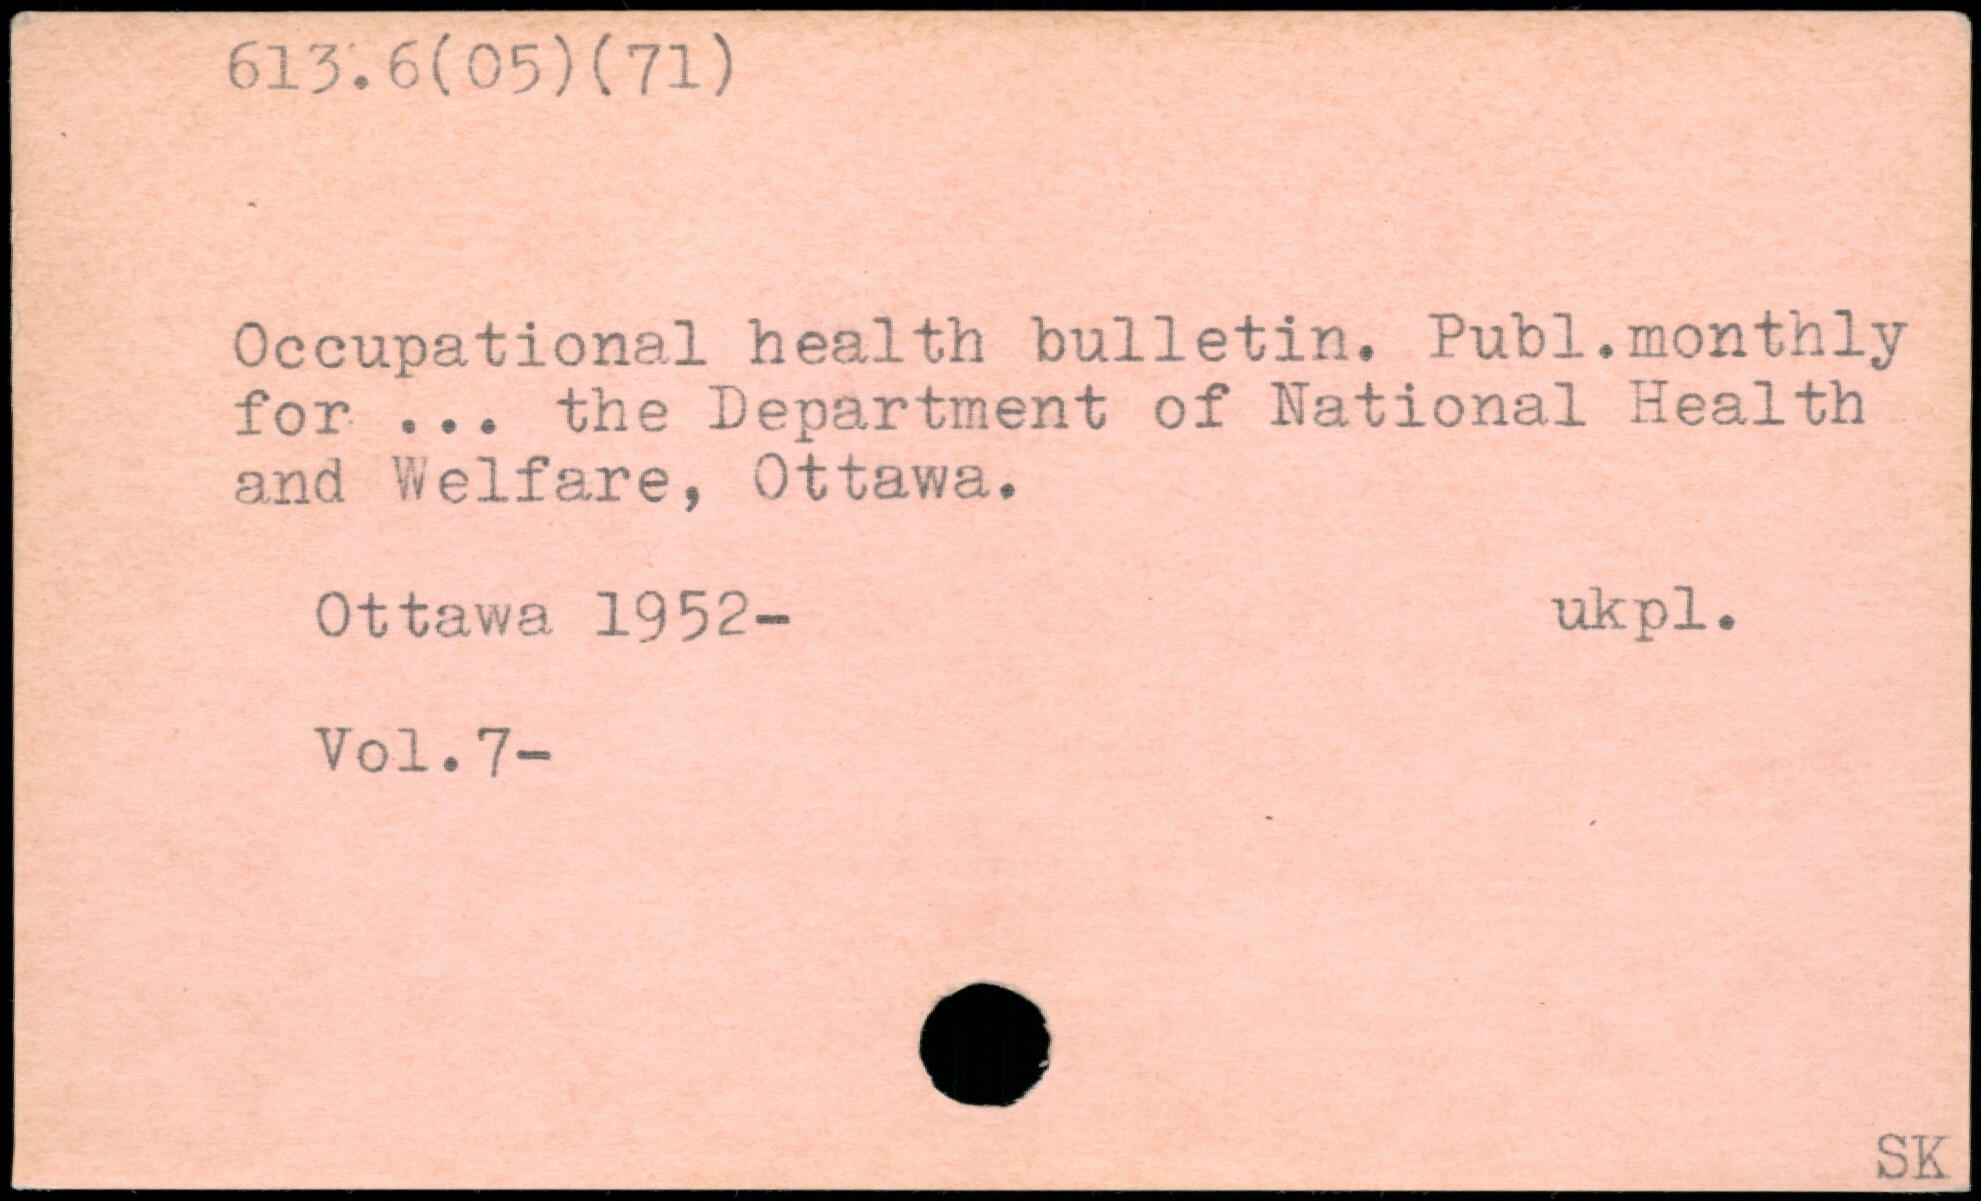 613.6(05)(71)
Occupational health bulletin. Publ.monthly
for ... the Department of National Health
and Welfare, Ottawa.
Ottawa 1952- ukpl.
Vol.7-
SK